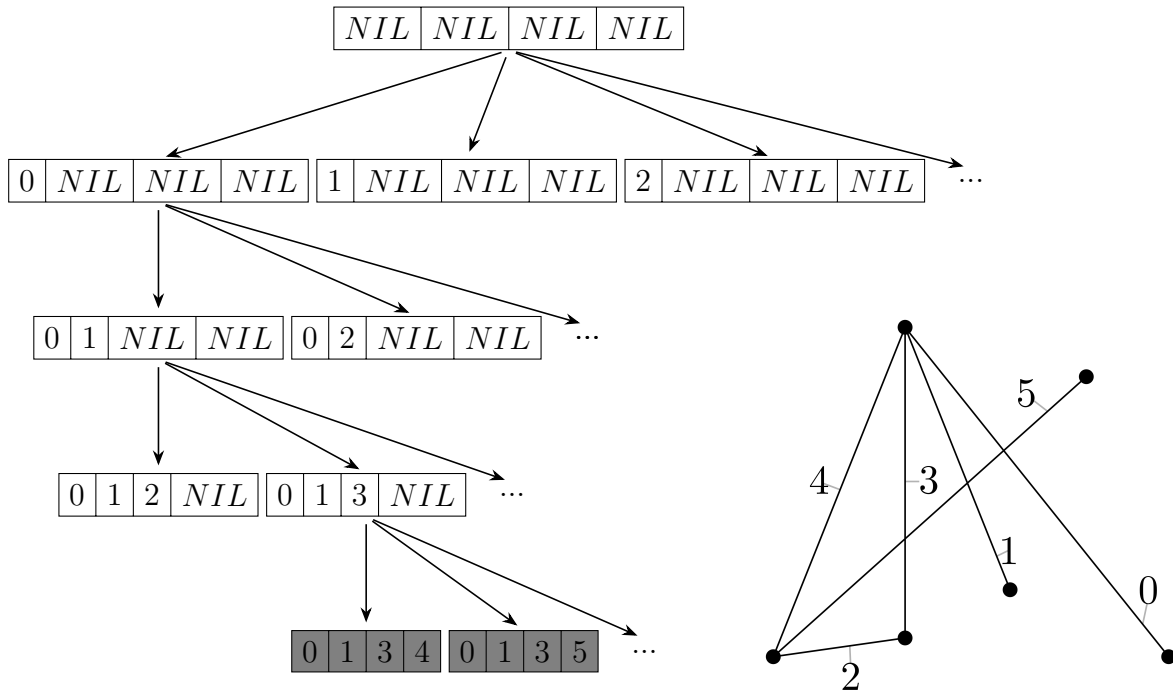 NIL NIL NIL NIL
0 NIL NIL NIL 1 NIL NIL NIL 2 NIL NIL NIL ...
0 1 NIL NIL 0 2 NIL NIL ...
0 1 2 NIL 0 1 3 NIL ...
0 1 3 4 0 1 3 5 ...
5
4 3
1
0
2